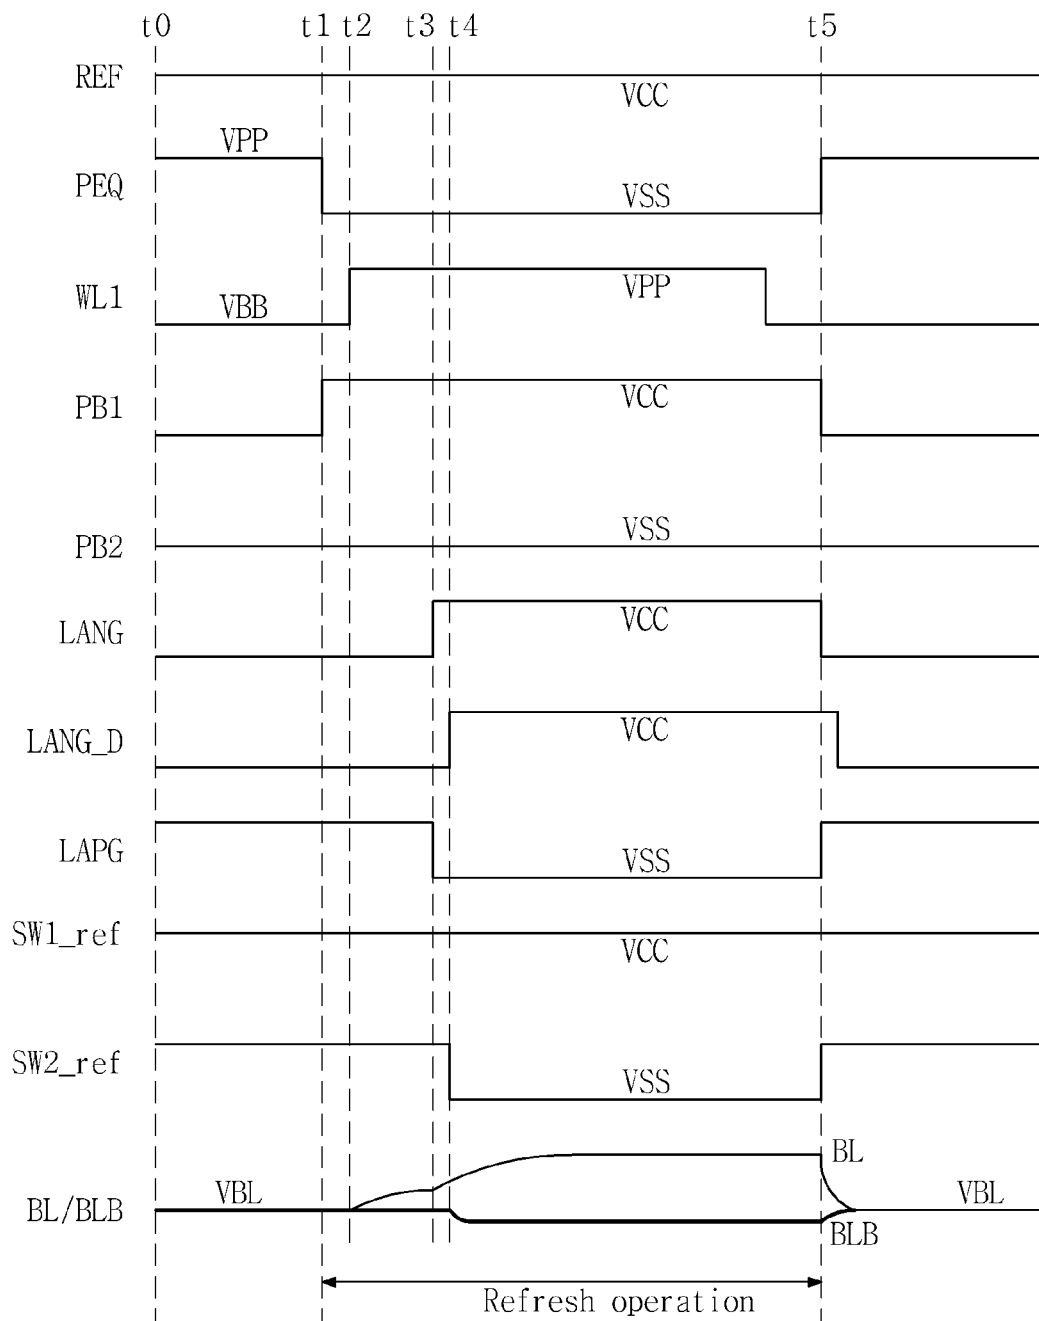 t0 t1 t2 t3 t4 t5
REF
VCC
VPP
PEQ
VSS
WL1
VBB
VPP
PB1
VCC
VSS
PB2
LANG
VCC
LANG_D
VCC
LAPG
VSS
SW1_ref
VCC
SW2_ref
VSS
BL
BL/BLB
VBL
VBL
BLB
Refresh operation